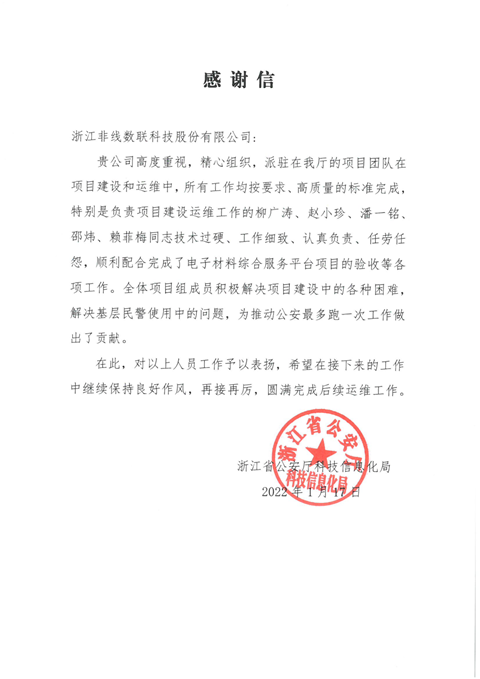 感谢信
浙江非线数联科技股份有限公司:
贵公司高度重视，精心组织，派驻在我厅的项目团队在
项目建设和运维中，所有工作均按要求、高质量的标准完成，
特别是负责项目建设运维工作的柳广涛、赵小珍、潘一铭、
邵炜、赖菲梅同志技术过硬、工作细致、认真负责、任劳任
怨，顺利配合完成了电子材料综合服务平台项目的验收等各
项工作。全体项目组成员积极解决项目建设中的各种困难，
解决基层民警使用中的问题，为推动公安最多跑一次工作做
出了贡献。
在此，对以上人员工作予以表扬，希望在接下来的工作
中继续保持良好作风，再接再厉，圆满完成后续运维工作。
浙江省公安厅科技信息化局
2022年1月17日
浙江省公安厅
科技信息化局